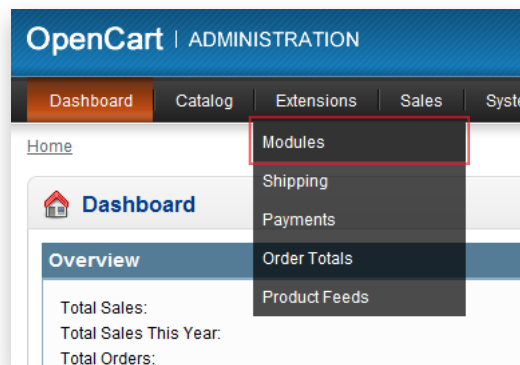 OpenCart | ADMINISTRATION
Dashboard Catalog Extensions Sales
Home
Modules
Shipping
Dashboard
Payments
Overview
Order Totals
Product Feeds
Total Sales:
Total Sales This Year:
Total Orders: